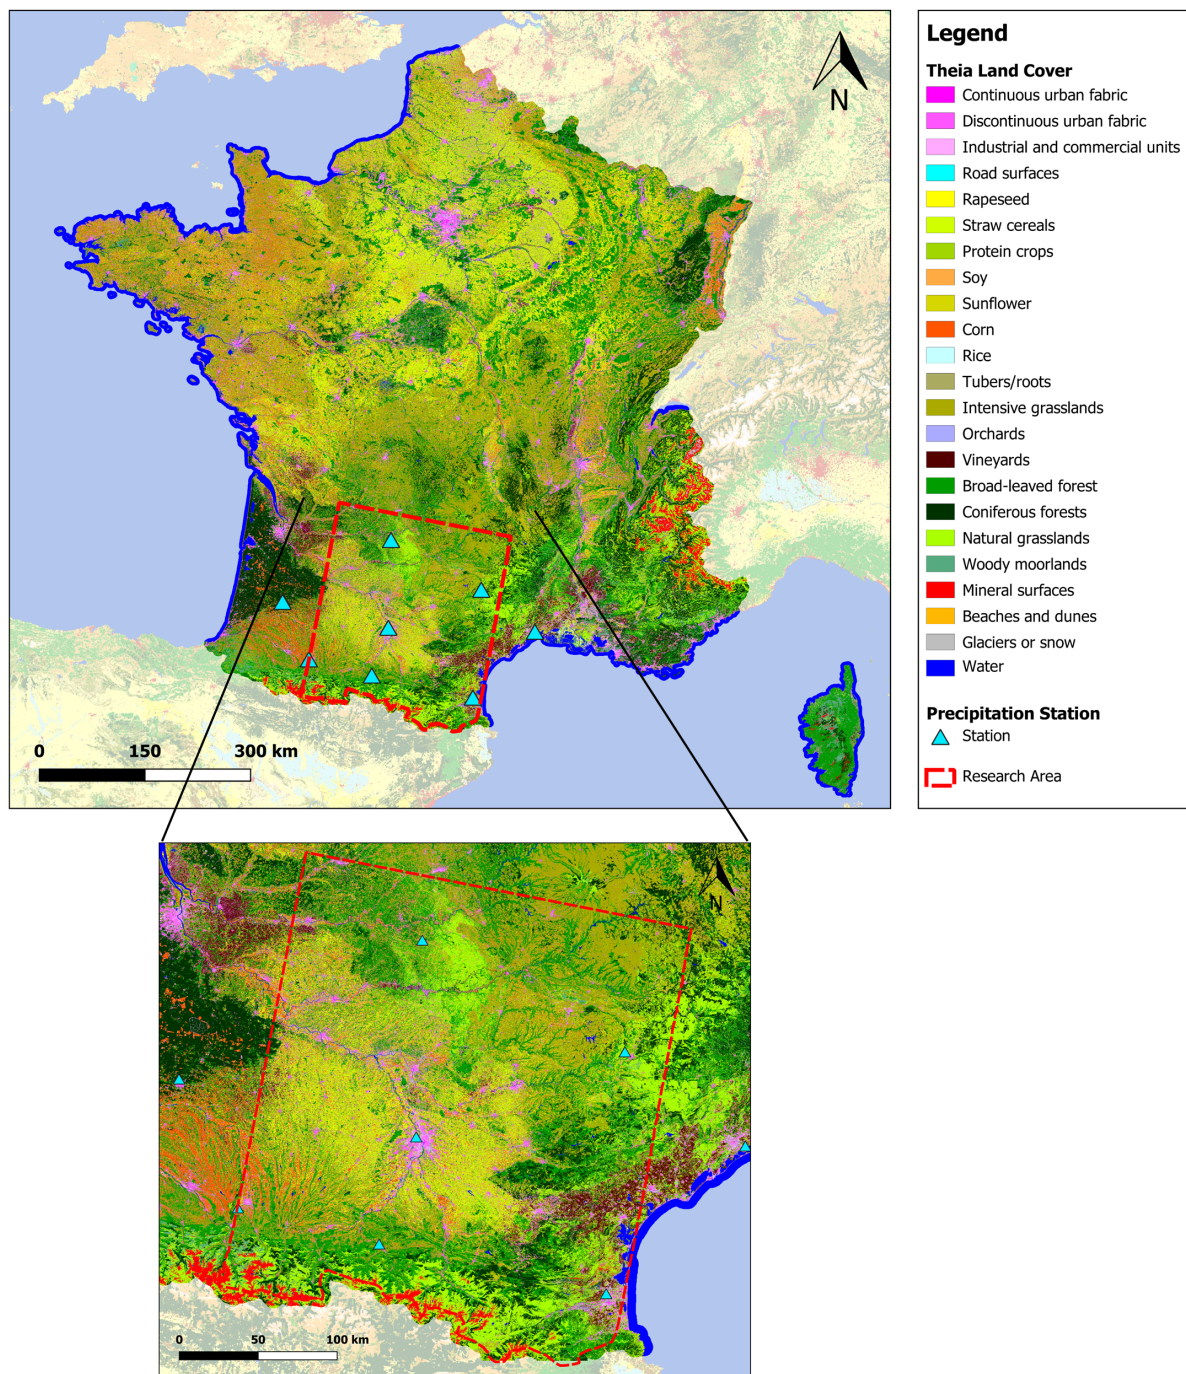 N
0 150 300 km
Legend
Theia Land Cover
Continuous urban fabric
Discontinuous urban fabric
Industrial and commercial units
Road surfaces
Rapeseed
Straw cereals
Protein crops
Soy
Sunflower
Corn
Rice
Tubers/roots
Intensive grasslands
Orchards
Vineyards
Broad-leaved forest
Coniferous forests
Natural grasslands
Woody moorlands
Mineral surfaces
Beaches and dunes
Glaciers or snow
Water
Precipitation Station
Station
Research Area
N
0 50 100 km